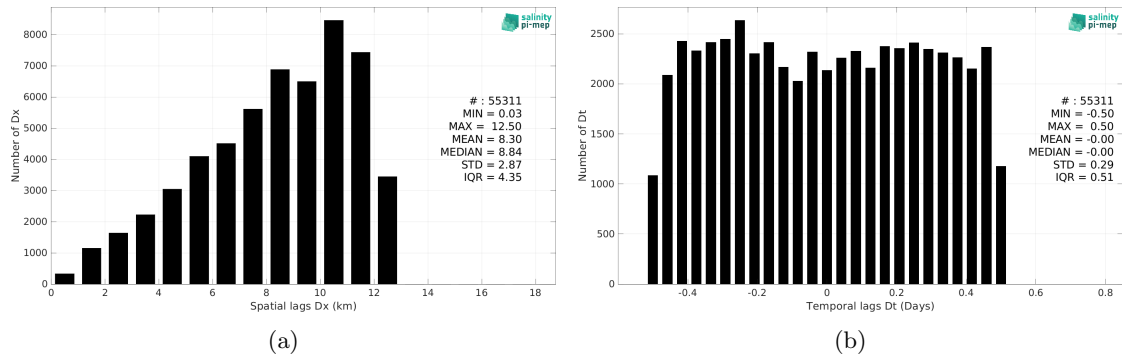 salinity
pi-mep
8000
7000
6000
5000
4000
3000
2000
1000
0
Number of Dx
# : 55311
MIN = 0.03
MAX = 12.50
MEAN = 8.30
MEDIAN = 8.84
STD = 2.87
IQR = 4.35
0 2 4 6 8 10 12 14 16 18
Spatial lags Dx (km)
(a)
salinity
pi-mep
2500
2000
1500
1000
500
0
Number of Dt
# : 55311
MIN = -0.50
MAX = 0.50
MEAN = -0.00
MEDIAN = -0.00
STD = 0.29
IQR = 0.51
-0.4 -0.2 0 0.2 0.4 0.6 0.8
Temporal lags Dt (Days)
(b)